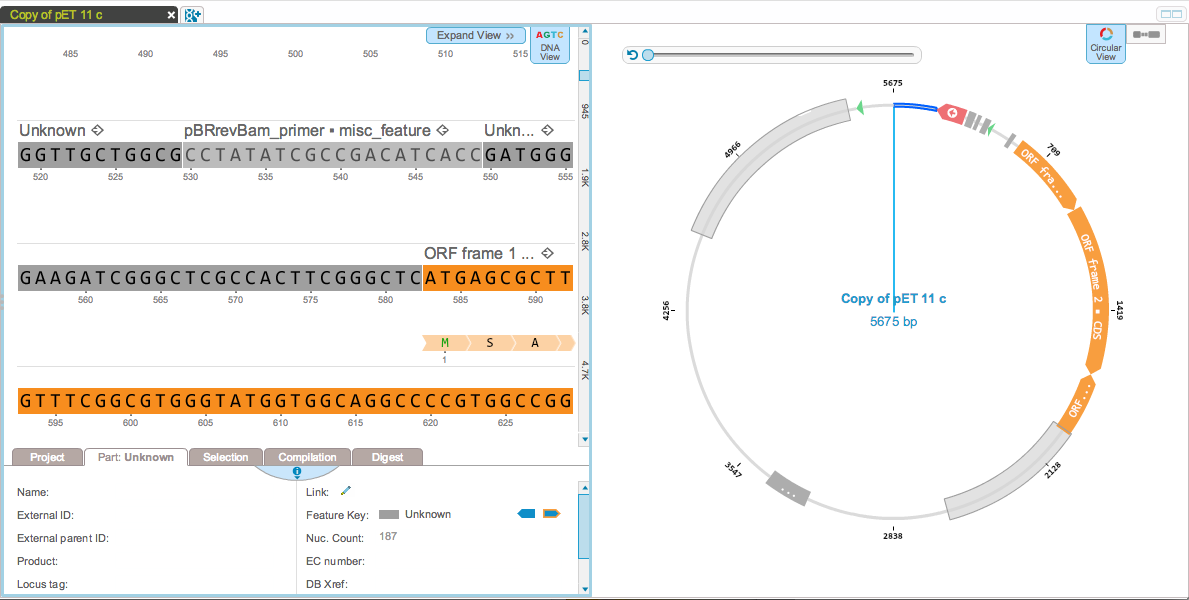 Copy of pET 11 c
Expand View »
AGTC
DNA View
485 490 495 500 505 510 515
Unknown pBRrevBam_primer • misc_feature Unkn...
GGTTGCTGGCGCCTATATCGCCGACATCACCGATGGG
520 525 530 535 540 545 550 555
ORF frame 1 ...
GAAGATCGGGCTCGCCACTTCGGGCTCATGAGCGCTT
560 565 570 575 580 585 590
M S A
1
GTTTCGGCGTGGGTATGGTGGCAGGCCCCGTGGCCGG
595 600 605 610 615 620 625
0
945
1.9K
2.8K
3.8K
4.7K
Project
Part: Unknown
Selection
Compilation
Digest
Name:
External ID:
External parent ID:
Product:
Locus tag:
Link:
Feature Key: Unknown
Nuc. Count: 187
EC number:
DB Xref:
Circular View
5675
709
1419
2128
2838
3547
4256
4966
ORF fra...
ORF frame 2 • CDS
ORF...
...
Copy of pET 11 c
5675 bp